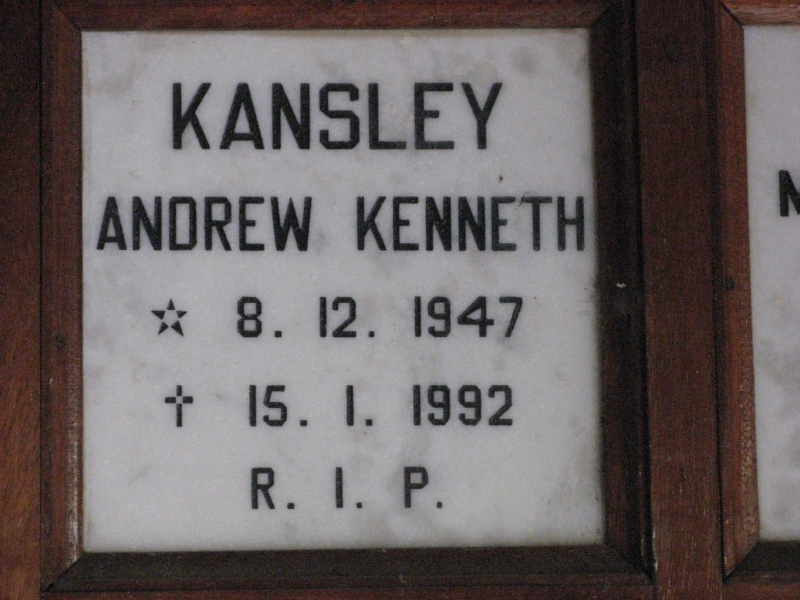 KANSLEY
ANDREW KENNETH
☆ 8. 12. 1947
✝ 15. 1. 1992
R. I. P.